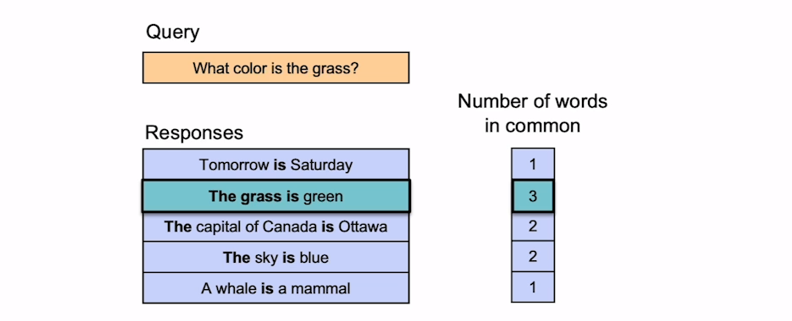 Query
What color is the grass?
Number of words
in common
Responses
Tomorrow is Saturday 1
The grass is green 3
The capital of Canada is Ottawa 2
The sky is blue 2
A whale is a mammal 1